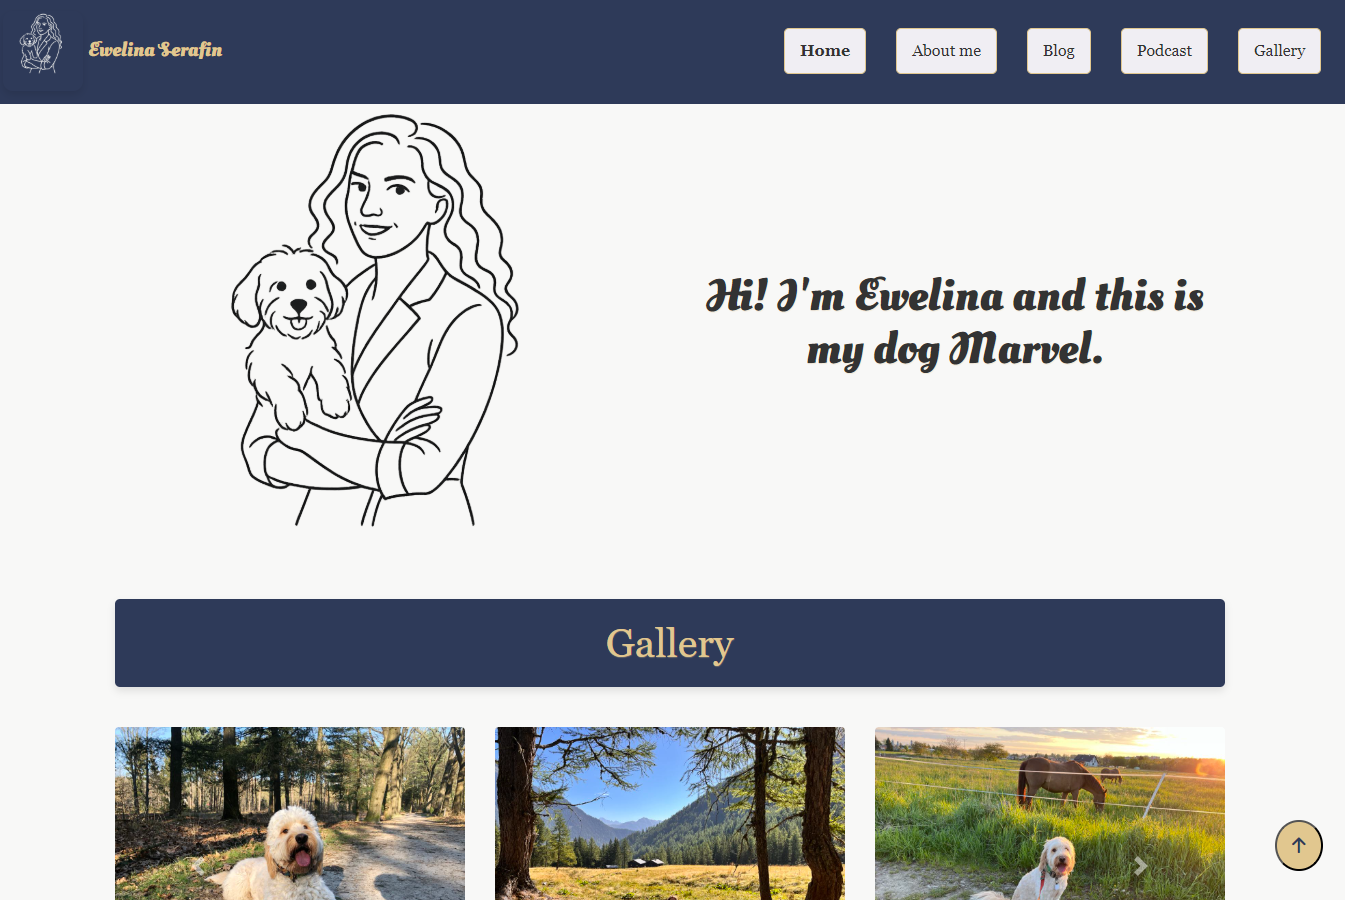 Ewelina Serafin
Home
About me
Blog
Podcast
Gallery
Hi! I'm Ewelina and this is
my dog Marvel.
Gallery